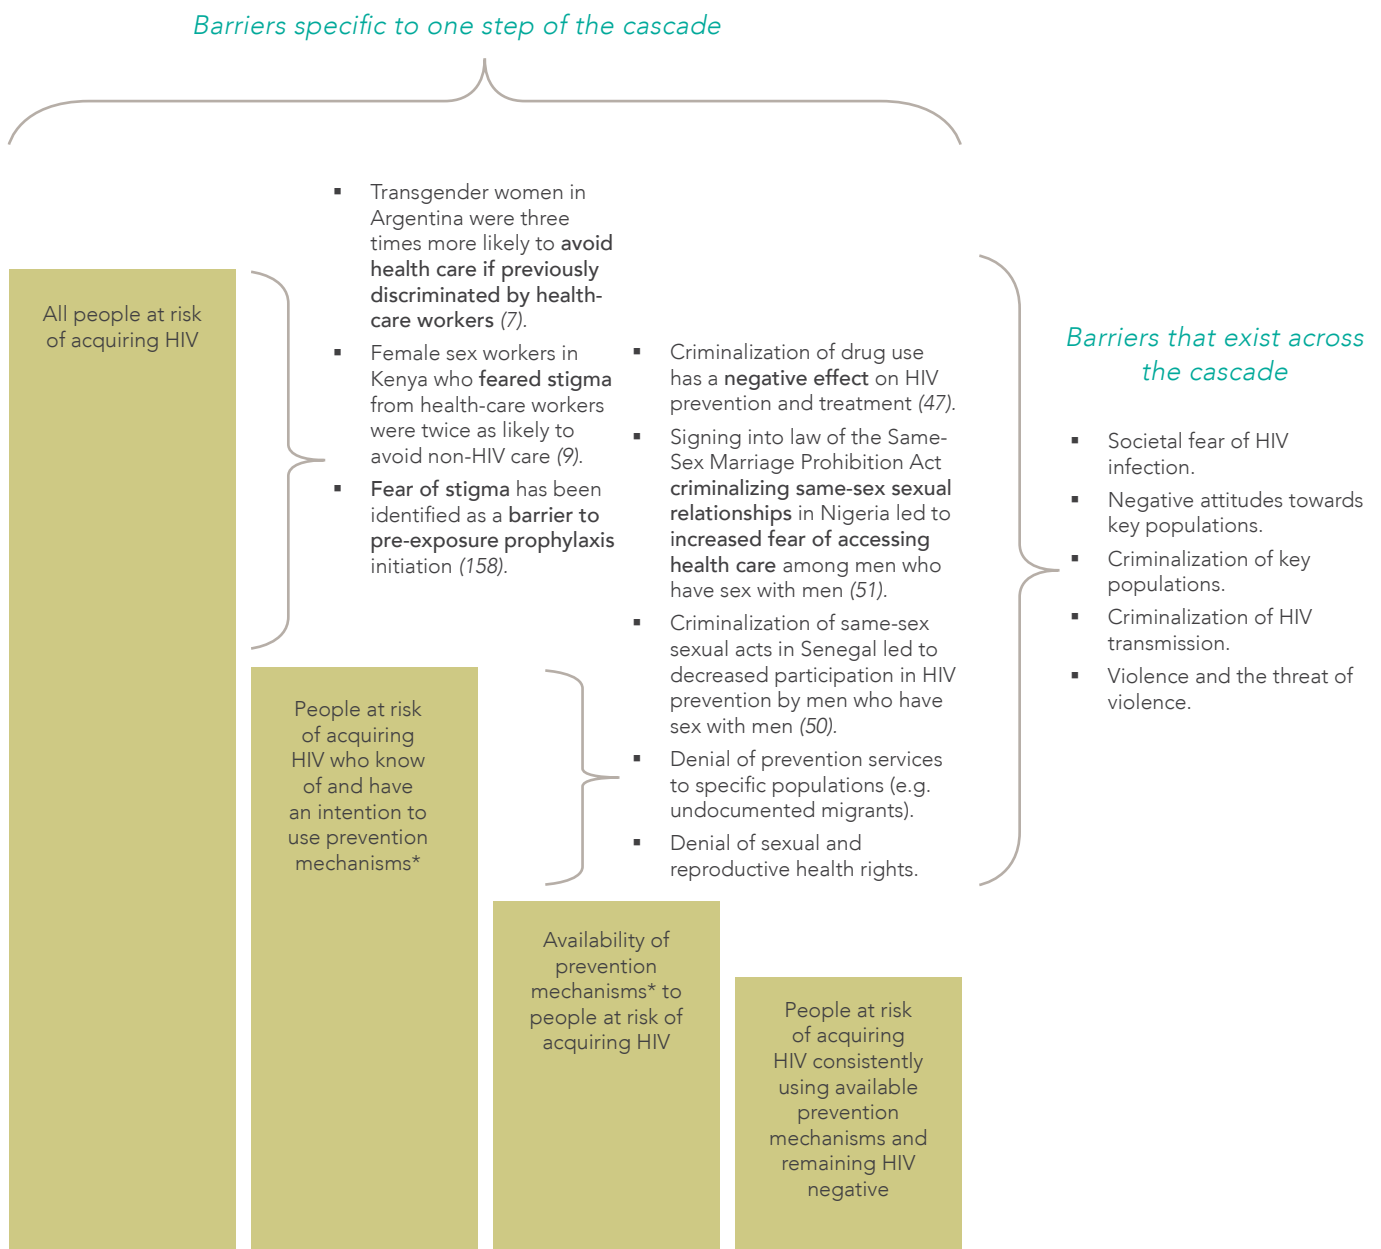 Barriers specific to one step of the cascade
All people at risk
of acquiring HIV
▪ Transgender women in
Argentina were three
times more likely to avoid
health care if previously
discriminated by health-
care workers (7).
▪ Female sex workers in
Kenya who feared stigma
from health-care workers
were twice as likely to
avoid non-HIV care (9).
▪ Fear of stigma has been
identified as a barrier to
pre-exposure prophylaxis
initiation (158).
People at risk
of acquiring
HIV who know
of and have
an intention to
use prevention
mechanisms*
▪ Criminalization of drug use
has a negative effect on HIV
prevention and treatment (47).
▪ Signing into law of the Same-
Sex Marriage Prohibition Act
criminalizing same-sex sexual
relationships in Nigeria led to
increased fear of accessing
health care among men who
have sex with men (51).
▪ Criminalization of same-sex
sexual acts in Senegal led to
decreased participation in HIV
prevention by men who have
sex with men (50).
▪ Denial of prevention services
to specific populations (e.g.
undocumented migrants).
▪ Denial of sexual and
reproductive health rights.
Availability of
prevention
mechanisms* to
people at risk of
acquiring HIV
People at risk
of acquiring
HIV consistently
using available
prevention
mechanisms and
remaining HIV
negative
Barriers that exist across
the cascade
▪ Societal fear of HIV
infection.
▪ Negative attitudes towards
key populations.
▪ Criminalization of key
populations.
▪ Criminalization of HIV
transmission.
▪ Violence and the threat of
violence.